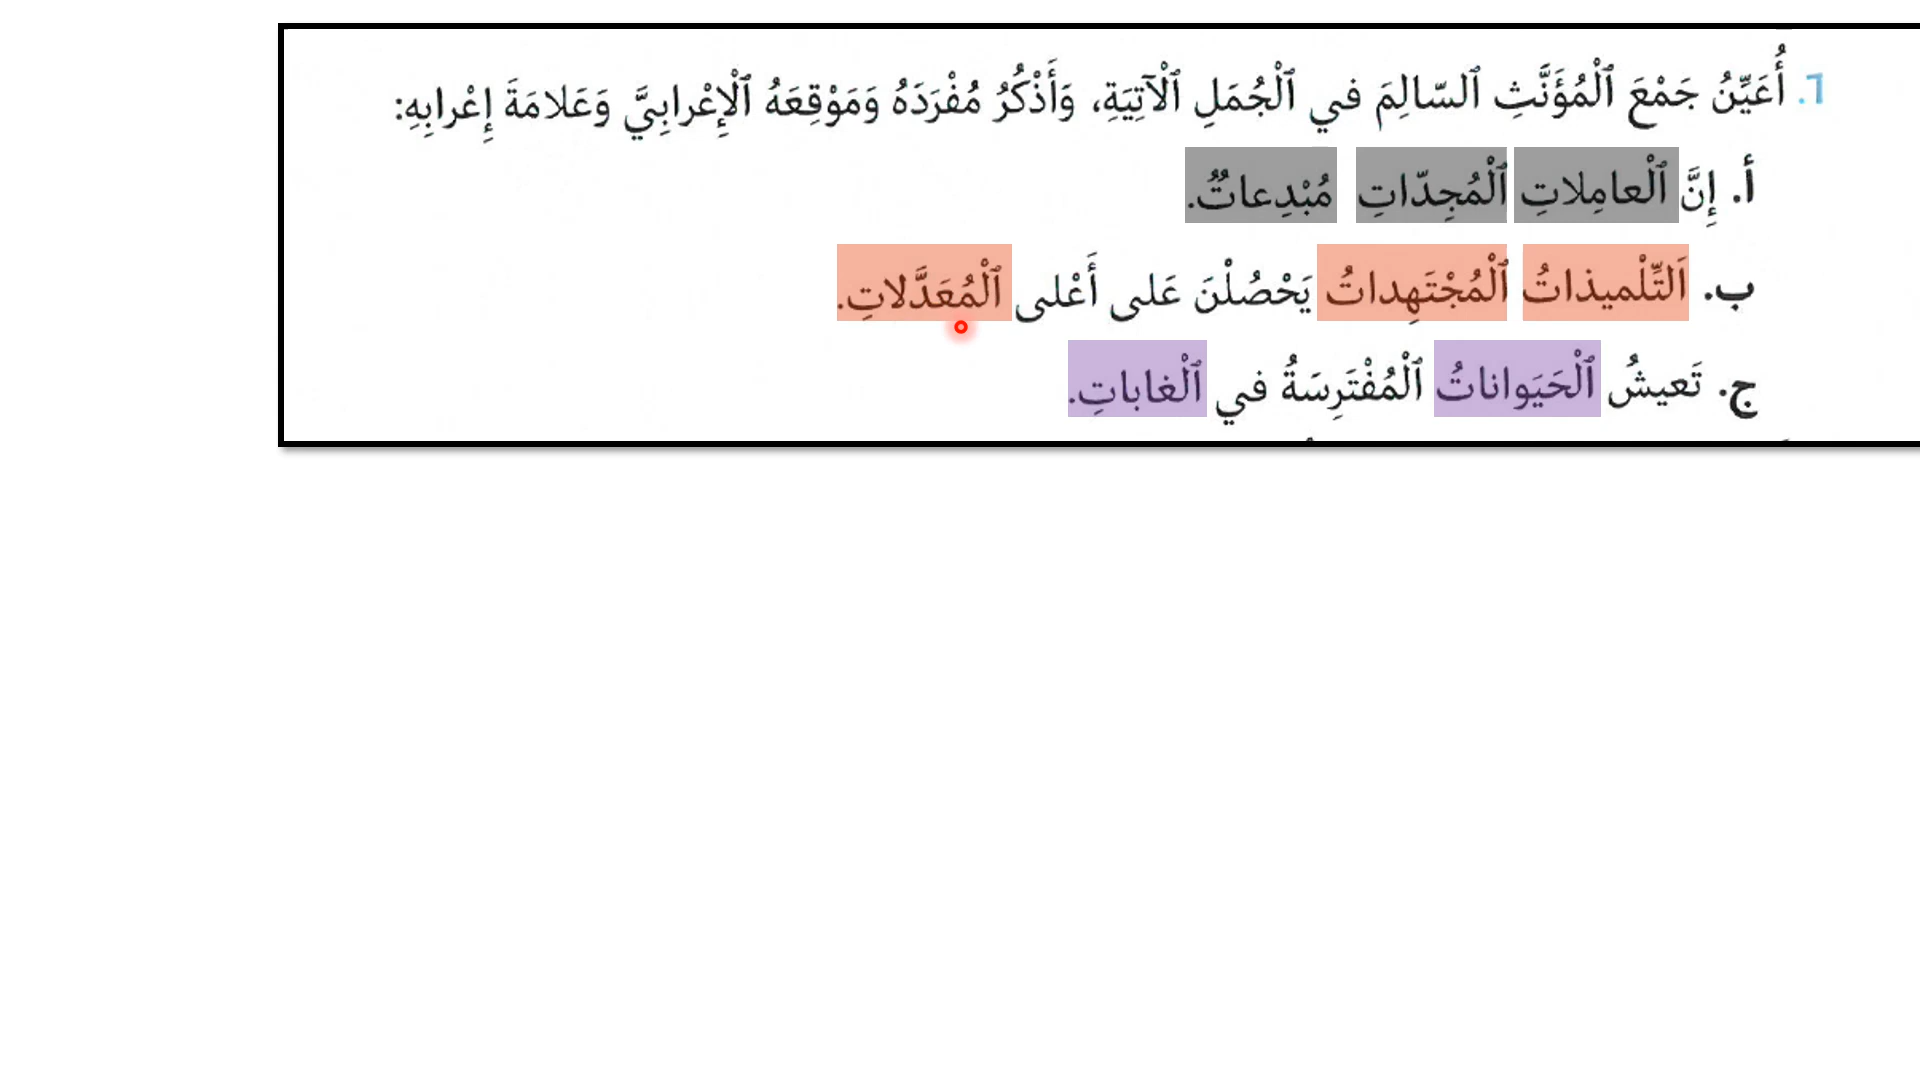 1. أُعَيِّنُ جَمْعَ ٱلْمُؤَنَّثِ ٱلسّالِمَ في ٱلْجُمَلِ ٱلْآتِيَةِ، وَأَذْكُرُ مُفْرَدَهُ وَمَوْقِعَهُ ٱلْإِعْرابِيَّ وَعَلامَةَ إِعْرابِهِ:
أ. إِنَّ ٱلْعامِلاتِ ٱلْمُجِدّاتِ مُبْدِعاتٌ.
ب. اَلتِّلْميذاتُ ٱلْمُجْتَهِداتُ يَحْصُلْنَ عَلى أَعْلى ٱلْمُعَدَّلاتِ.
ج. تَعيشُ ٱلْحَيَواناتُ ٱلْمُفْتَرِسَةُ في ٱلْغاباتِ.